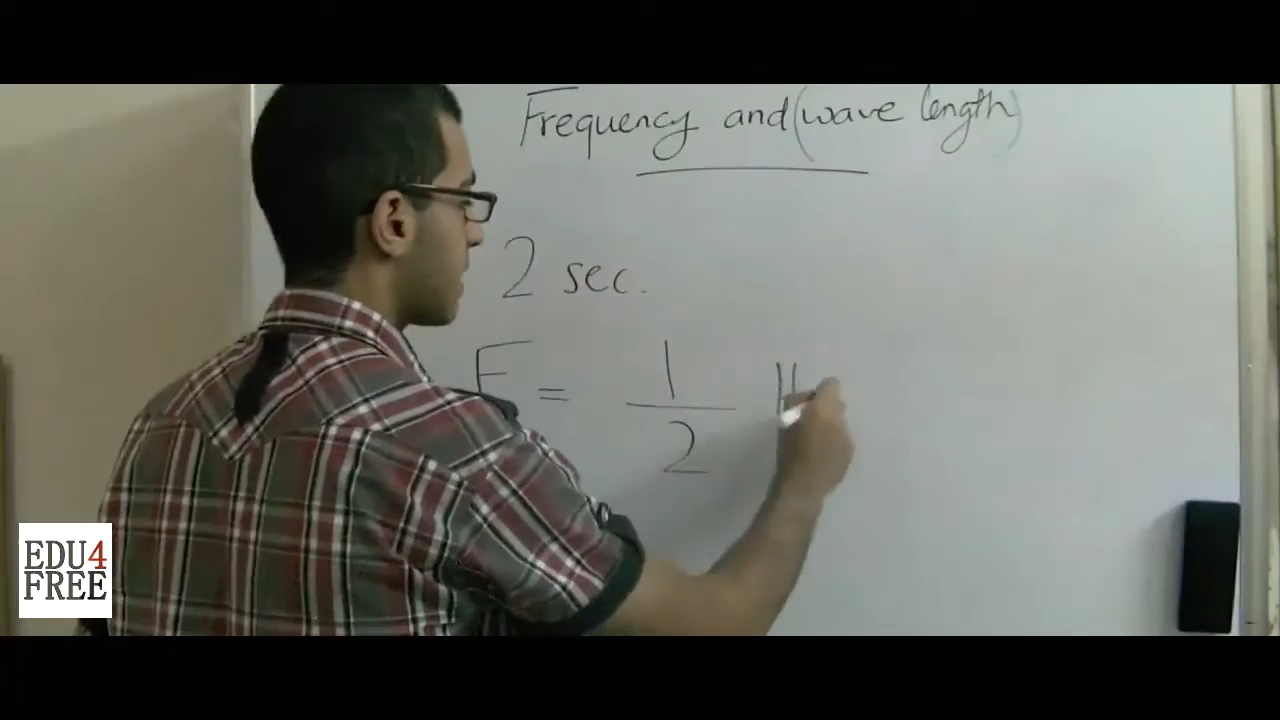 Frequency and (wave length)
2 sec.
F = 1/2 H
EDU4
FREE